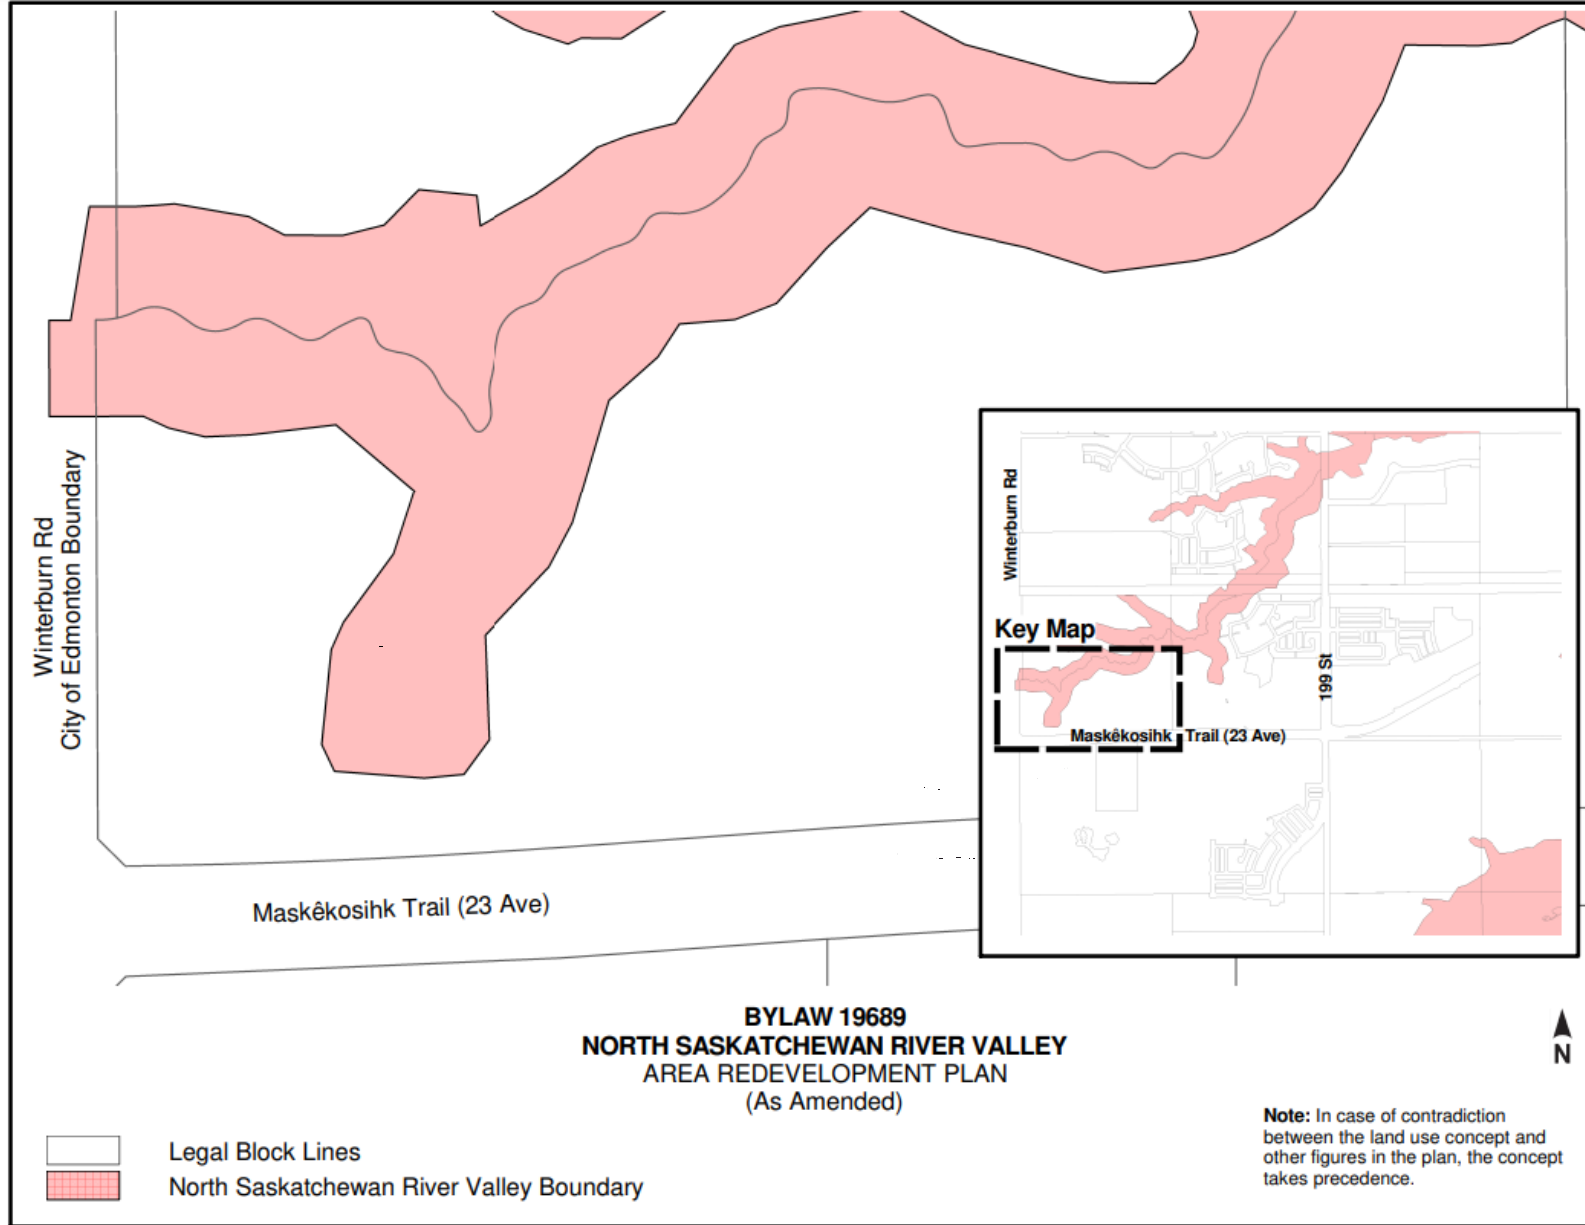 Winterburn Rd
City of Edmonton Boundary
Maskêkosihk Trail (23 Ave)
Winterburn Rd
Key Map
199 St
Maskêkosihk Trail (23 Ave)
BYLAW 19689
NORTH SASKATCHEWAN RIVER VALLEY
AREA REDEVELOPMENT PLAN
(As Amended)
N
Legal Block Lines
North Saskatchewan River Valley Boundary
Note: In case of contradiction
between the land use concept and
other figures in the plan, the concept
takes precedence.